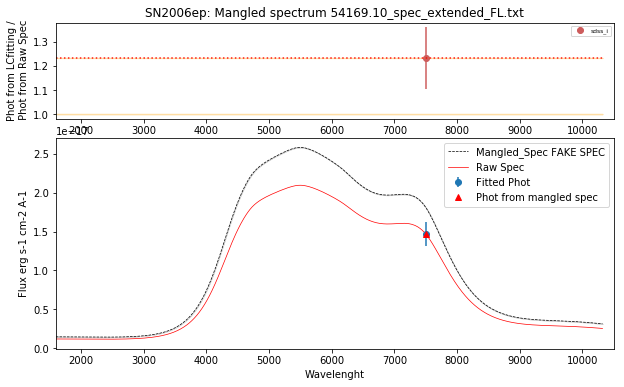 SN2006ep: Mangled spectrum 54169.10_spec_extended_FL.txt
Phot from LCfitting /
Phot from Raw Spec
1.3
1.2
1.1
1.0
sdss_i
2000 3000 4000 5000 6000 7000 8000 9000 10000
1e−17
Flux erg s-1 cm-2 A-1
2.5
2.0
1.5
1.0
0.5
0.0
Mangled_Spec FAKE SPEC
Raw Spec
Fitted Phot
Phot from mangled spec
2000 3000 4000 5000 6000 7000 8000 9000 10000
Wavelenght